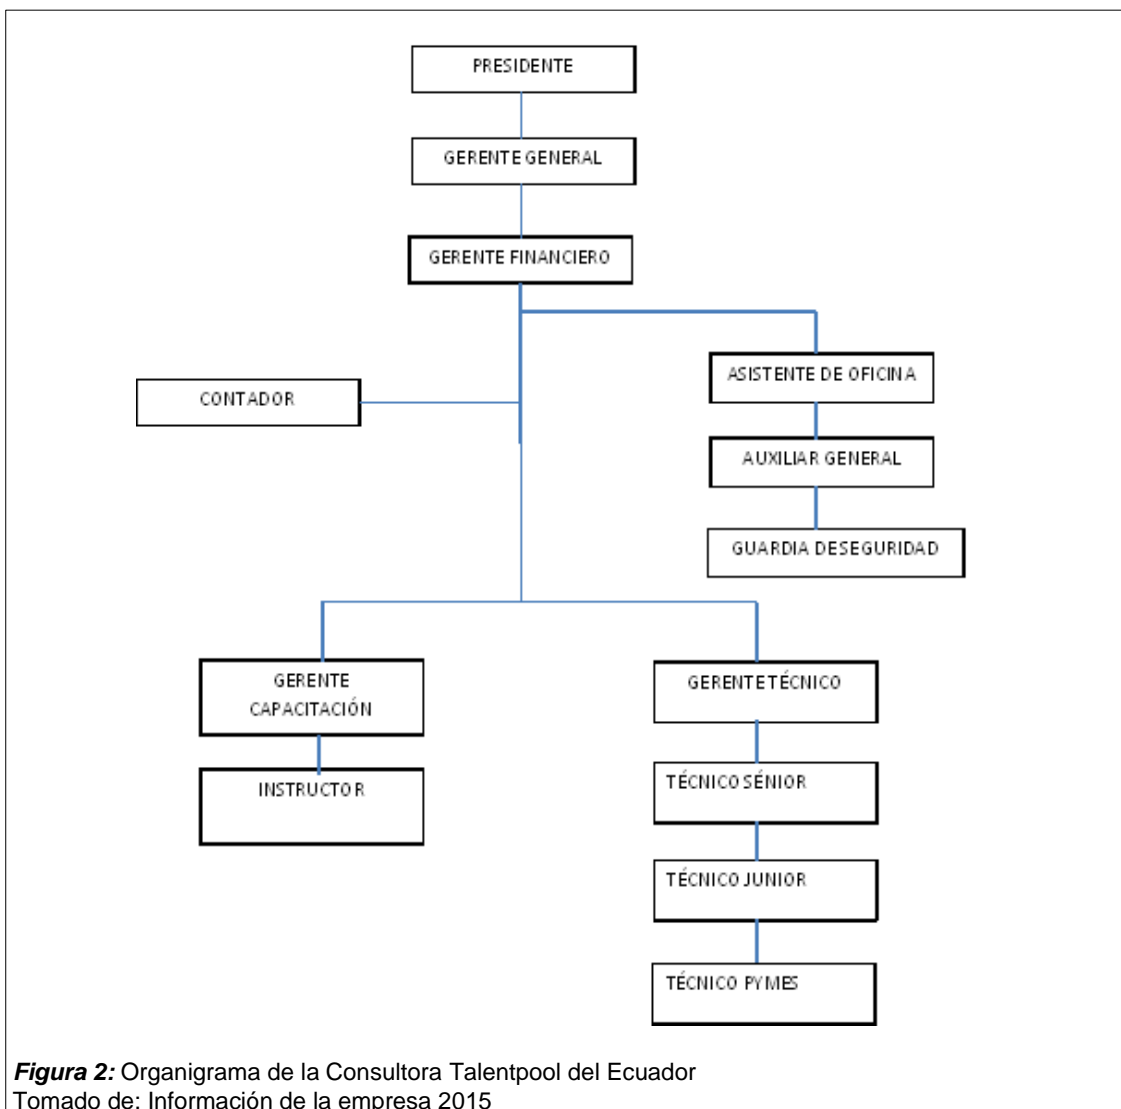 PRESIDENTE
GERENTE GENERAL
GERENTE FINANCIERO
ASISTENTE DE OFICINA
CONTADOR
AUXILIAR GENERAL
GUARDIA DE SEGURIDAD
GERENTE
CAPACITACIÓN
GERENTE TÉCNICO
INSTRUCTOR
TÉCNICO SÉNIOR
TÉCNICO JUNIOR
TÉCNICO PYMES
Figura 2: Organigrama de la Consultora Talentpool del Ecuador
Tomado de: Información de la empresa 2015